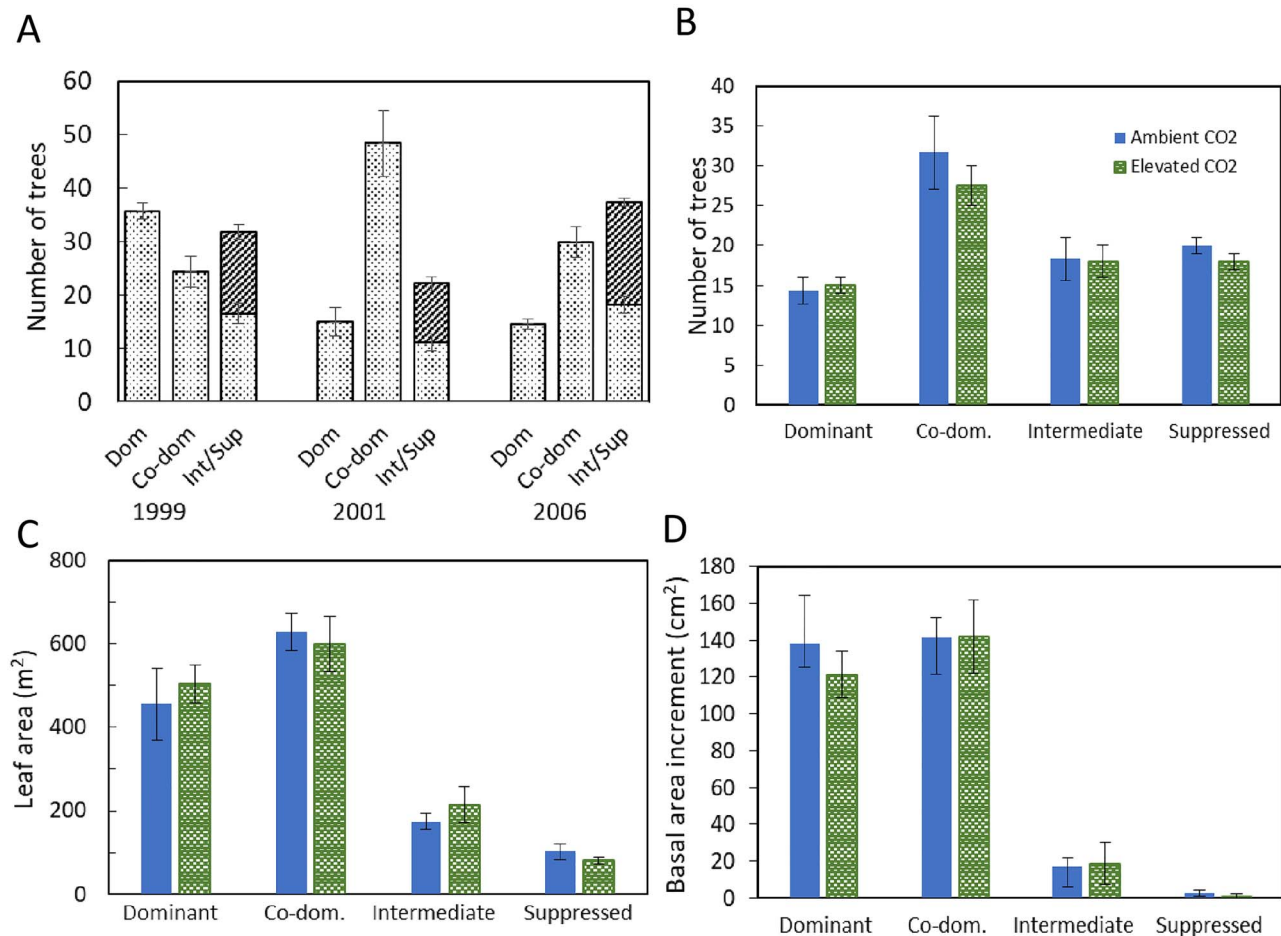 A
Number of trees
60
50
40
30
20
10
0
Dom Co-dom Int/Sup Dom Co-dom Int/Sup Dom Co-dom Int/Sup
1999 2001 2006
B
Number of trees
40
35
30
25
20
15
10
5
0
Ambient CO2
Elevated CO2
Dominant Co-dom. Intermediate Suppressed
C
Leaf area (m²)
800
600
400
200
0
Dominant Co-dom. Intermediate Suppressed
D
Basal area increment (cm²)
180
160
140
120
100
80
60
40
20
0
Dominant Co-dom. Intermediate Suppressed